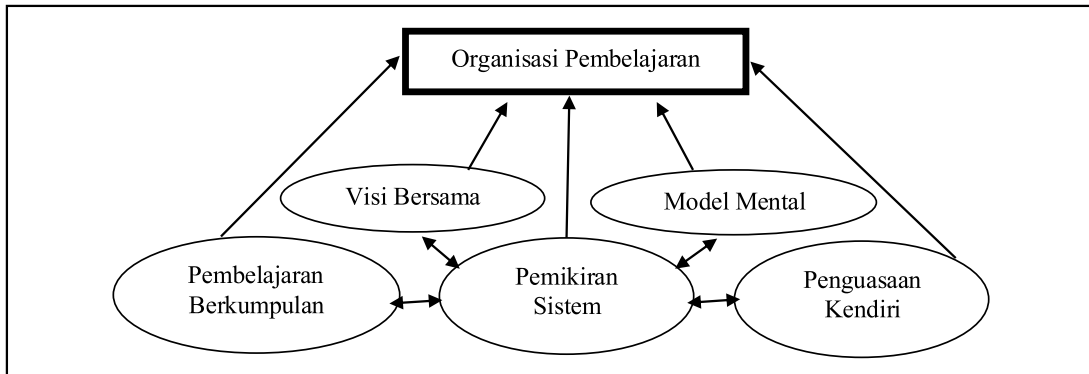 Organisasi Pembelajaran
Visi Bersama
Model Mental
Pembelajaran
Berkumpulan
Pemikiran
Sistem
Penguasaan
Kendiri